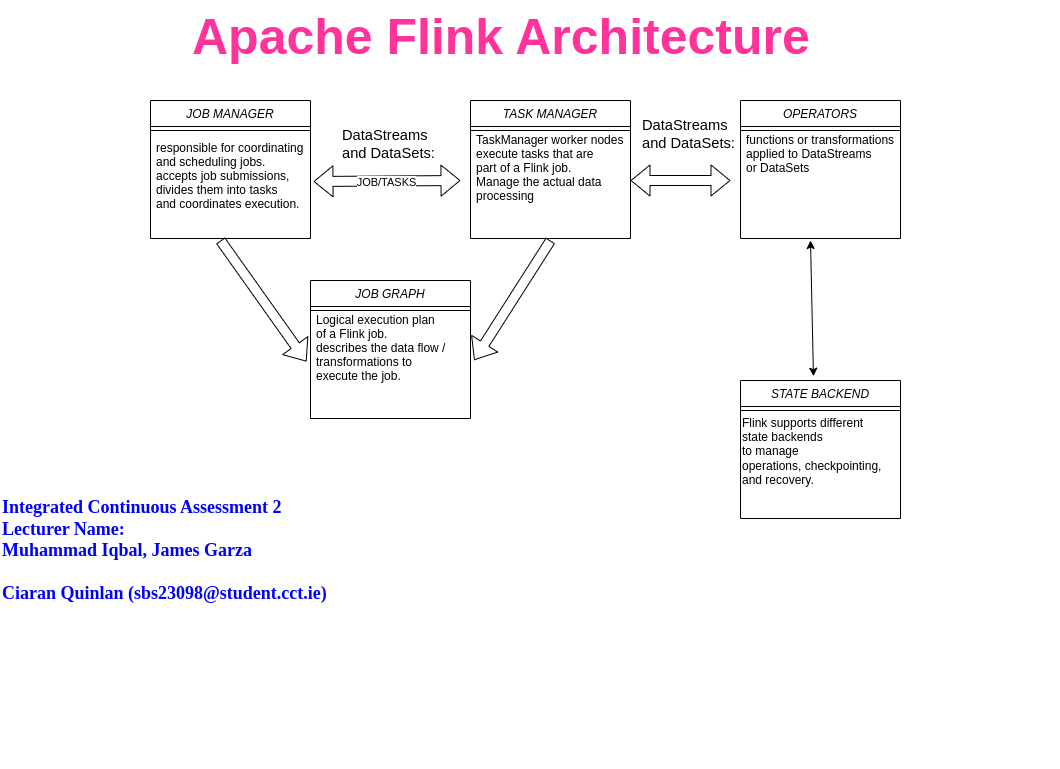 Apache Flink Architecture
JOB MANAGER
responsible for coordinating
and scheduling jobs.
accepts job submissions,
divides them into tasks
and coordinates execution.
DataStreams
and DataSets:
JOB/TASKS
TASK MANAGER
TaskManager worker nodes
execute tasks that are
part of a Flink job.
Manage the actual data
processing
DataStreams
and DataSets:
OPERATORS
functions or transformations
applied to DataStreams
or DataSets
JOB GRAPH
Logical execution plan
of a Flink job.
describes the data flow /
transformations to
execute the job.
STATE BACKEND
Flink supports different
state backends
to manage
operations, checkpointing,
and recovery.
Integrated Continuous Assessment 2
Lecturer Name:
Muhammad Iqbal, James Garza
Ciaran Quinlan (sbs23098@student.cct.ie)